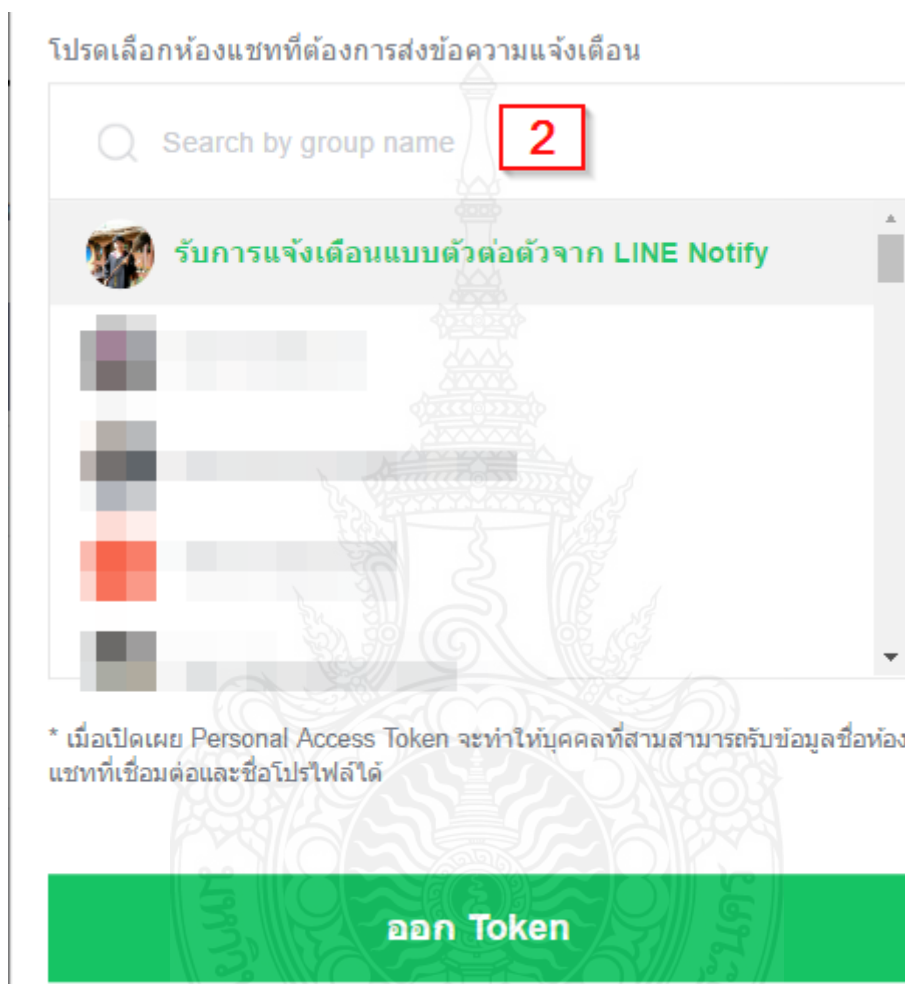 โปรดเลือกห้องแชทที่ต้องการส่งข้อความแจ้งเตือน
Search by group name
2
รับการแจ้งเตือนแบบตัวต่อตัวจาก LINE Notify
* เมื่อเปิดเผย Personal Access Token จะทำให้บุคคลที่สามสามารถรับข้อมูลชื่อห้อง
แชทที่เชื่อมต่อและชื่อโปรไฟล์ได้
ออก Token